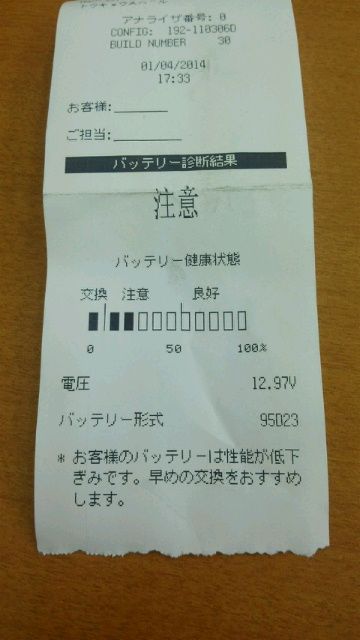 アナライザ番号: 0
CONFIG: 192-110306D
BUILD NUMBER 30
01/04/2014
17:33
お客様:
ご担当:
バッテリー診断結果
注意
バッテリー健康状態
交換 注意 良好
0 50 100%
電圧 12.97V
バッテリー形式 95D23
* お客様のバッテリーは性能が低下
ぎみです。早めの交換をおすすめ
します。